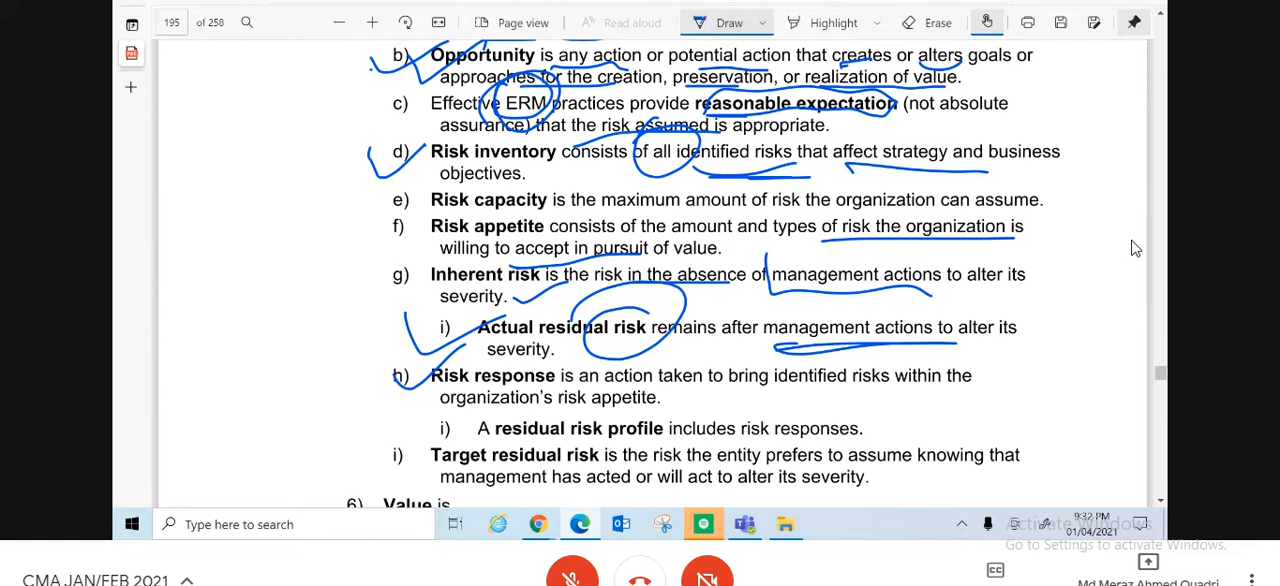 195 of 258 Page view Read aloud Draw Highlight Erase
b) Opportunity is any action or potential action that creates or alters goals or
approaches for the creation, preservation, or realization of value.
c) Effective ERM practices provide reasonable expectation (not absolute
assurance) that the risk assumed is appropriate.
d) Risk inventory consists of all identified risks that affect strategy and business
objectives.
e) Risk capacity is the maximum amount of risk the organization can assume.
f) Risk appetite consists of the amount and types of risk the organization is
willing to accept in pursuit of value.
g) Inherent risk is the risk in the absence of management actions to alter its
severity.
i) Actual residual risk remains after management actions to alter its
severity.
h) Risk response is an action taken to bring identified risks within the
organization's risk appetite.
i) A residual risk profile includes risk responses.
i) Target residual risk is the risk the entity prefers to assume knowing that
management has acted or will act to alter its severity.
6) Value is
Type here to search
9:32 PM
01/04/2021
Activate Windows
Go to Settings to activate Windows.
CMA JAN/FEB 2021
Md Meraz Ahmed Quadri